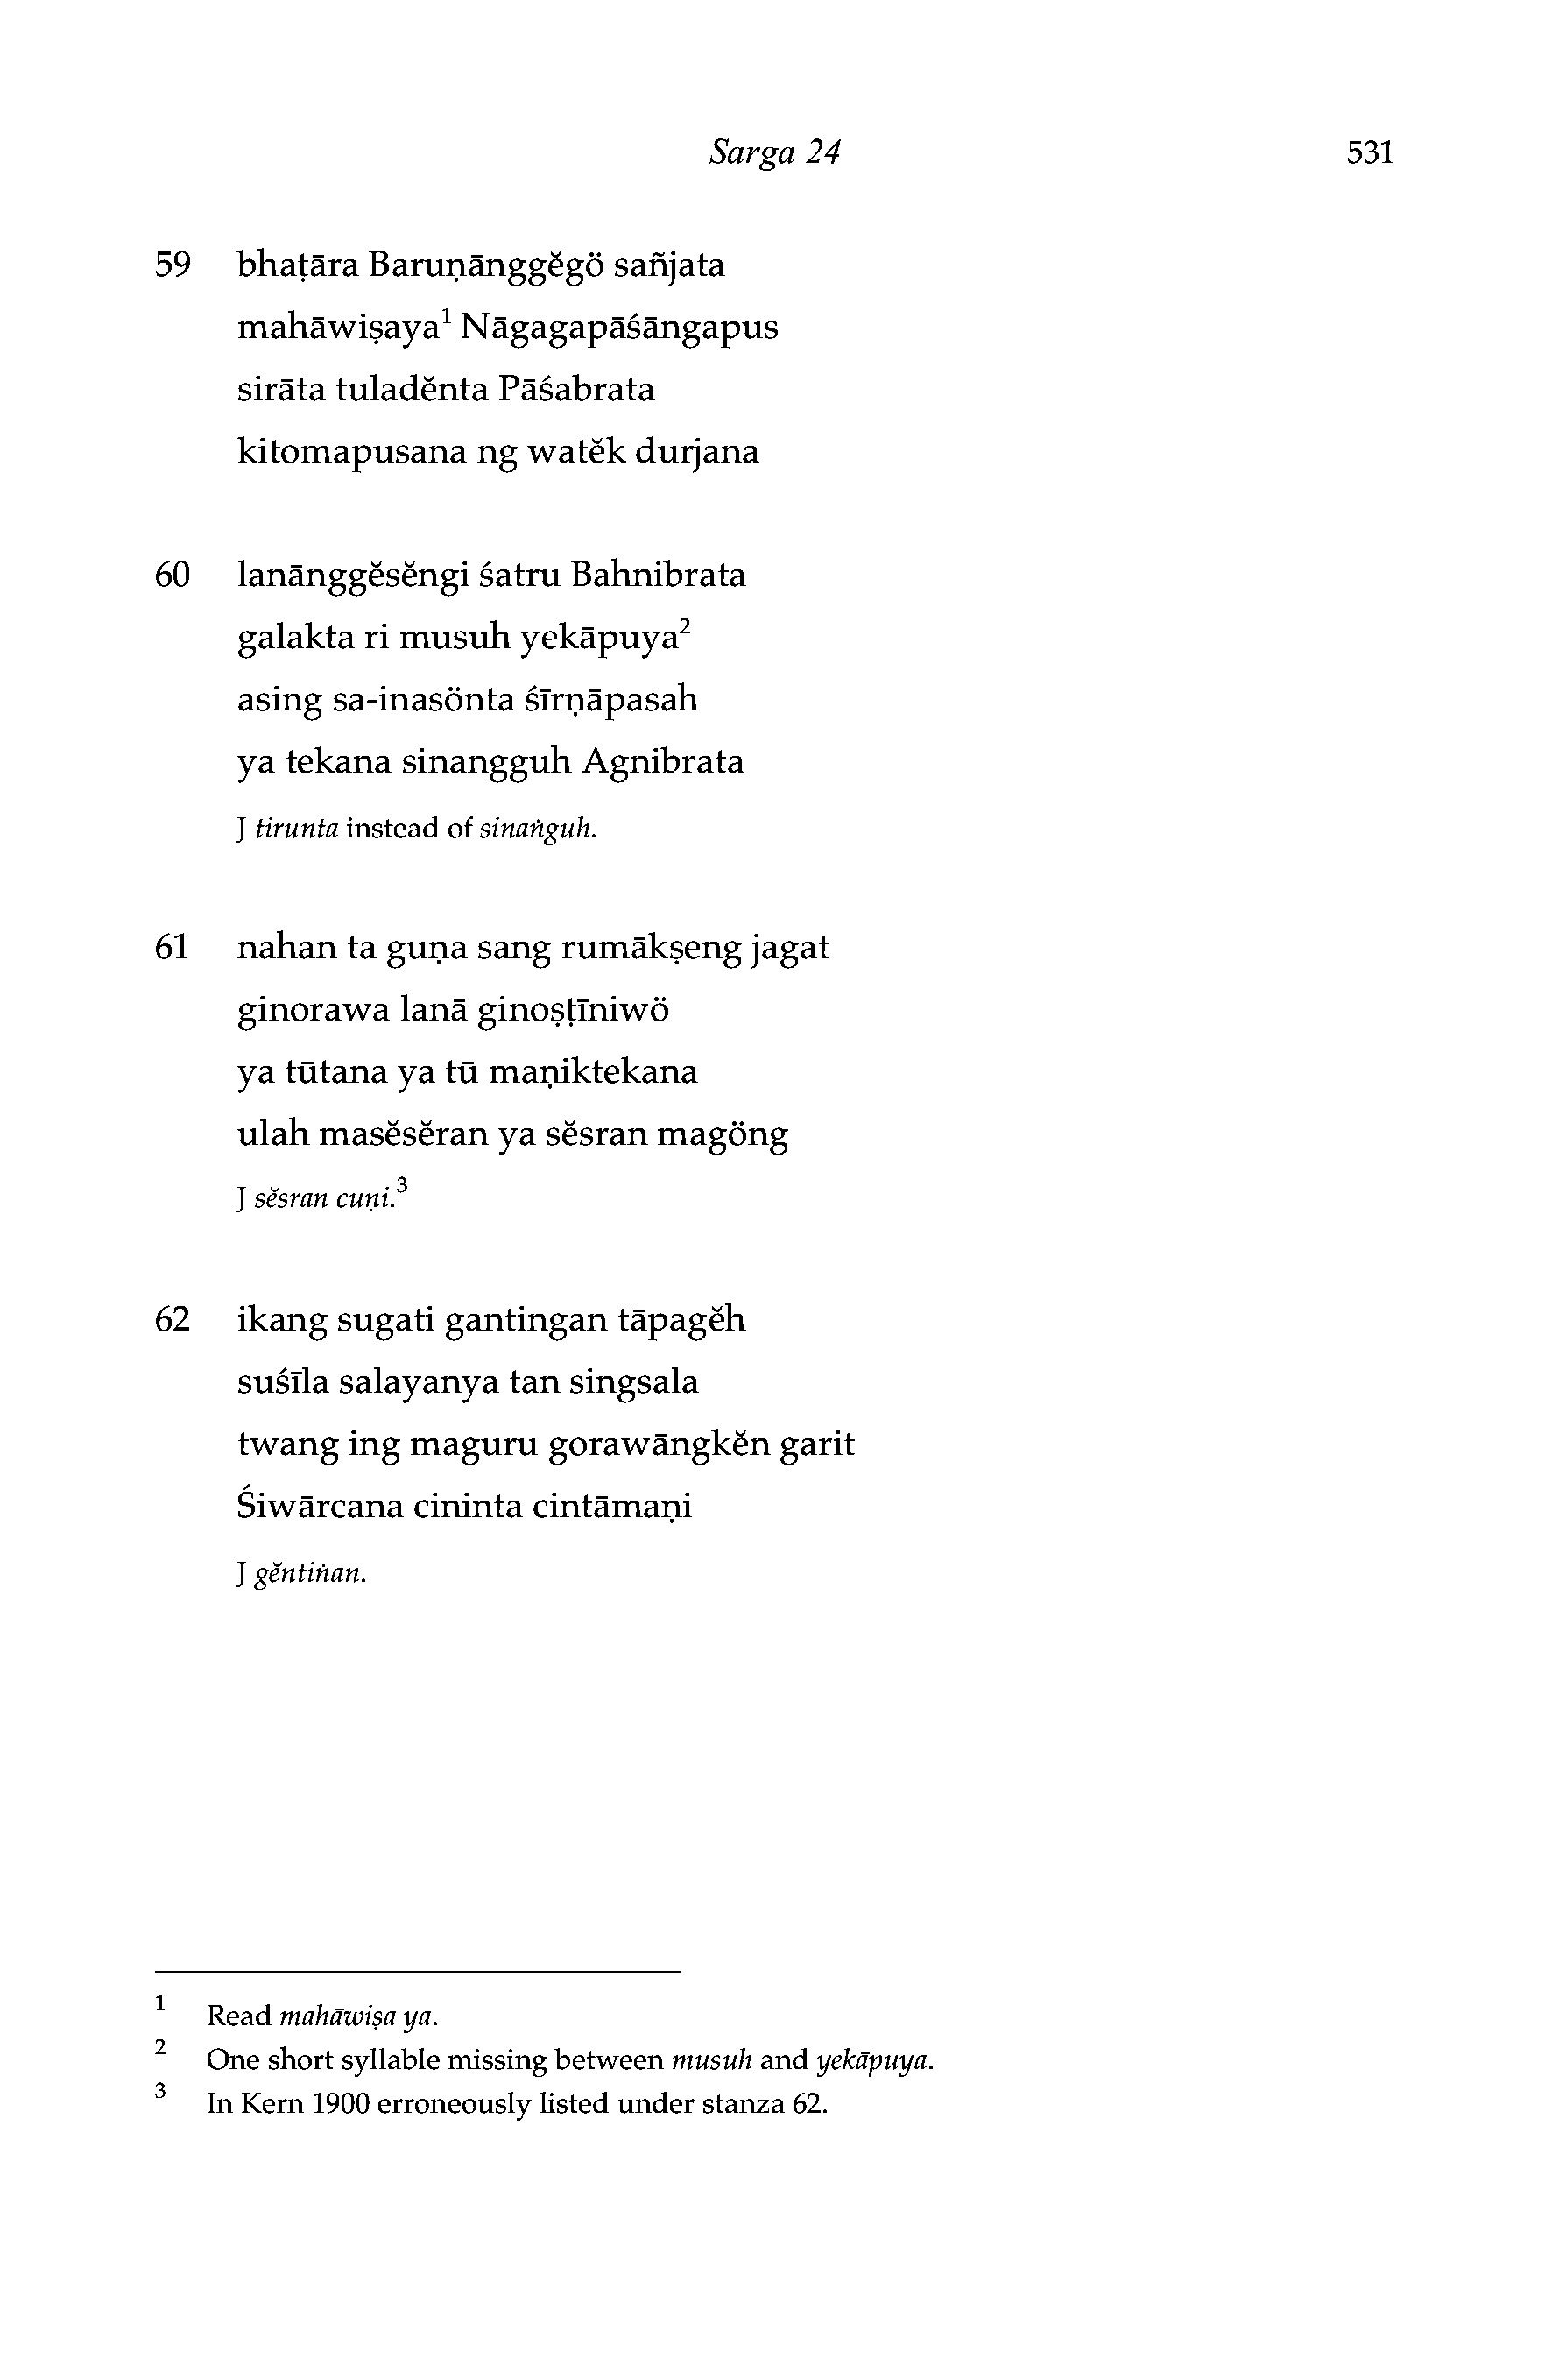 Sarga 24 531
59 bhaṭāra Baruṇānggĕgö sañjata
mahāwiṣaya¹ Nāgagapāśāngapus
sirāta tuladĕnta Pāśabrata
kitomapusana ng watĕk durjana
60 lanānggĕsĕngi śatru Bahnibrata
galakta ri musuh yekāpuya²
asing sa-inasönta śīrṇāpasah
ya tekana sinangguh Agnibrata
J tirunta instead of sinaṅguh.
61 nahan ta guṇa sang rumākṣeng jagat
ginorawa lanā ginoṣṭīniwö
ya tūtana ya tū maṇiktekana
ulah masĕsĕran ya sĕsran magöng
J sĕsran cuṇi.³
62 ikang sugati gantingan tāpagĕh
suśīla salayanya tan singsala
twang ing maguru gorawāngkĕn garit
Śiwārcana cininta cintāmaṇi
J gĕntiṅan.
1 Read mahāwiṣa ya.
2 One short syllable missing between musuh and yekāpuya.
3 In Kern 1900 erroneously listed under stanza 62.